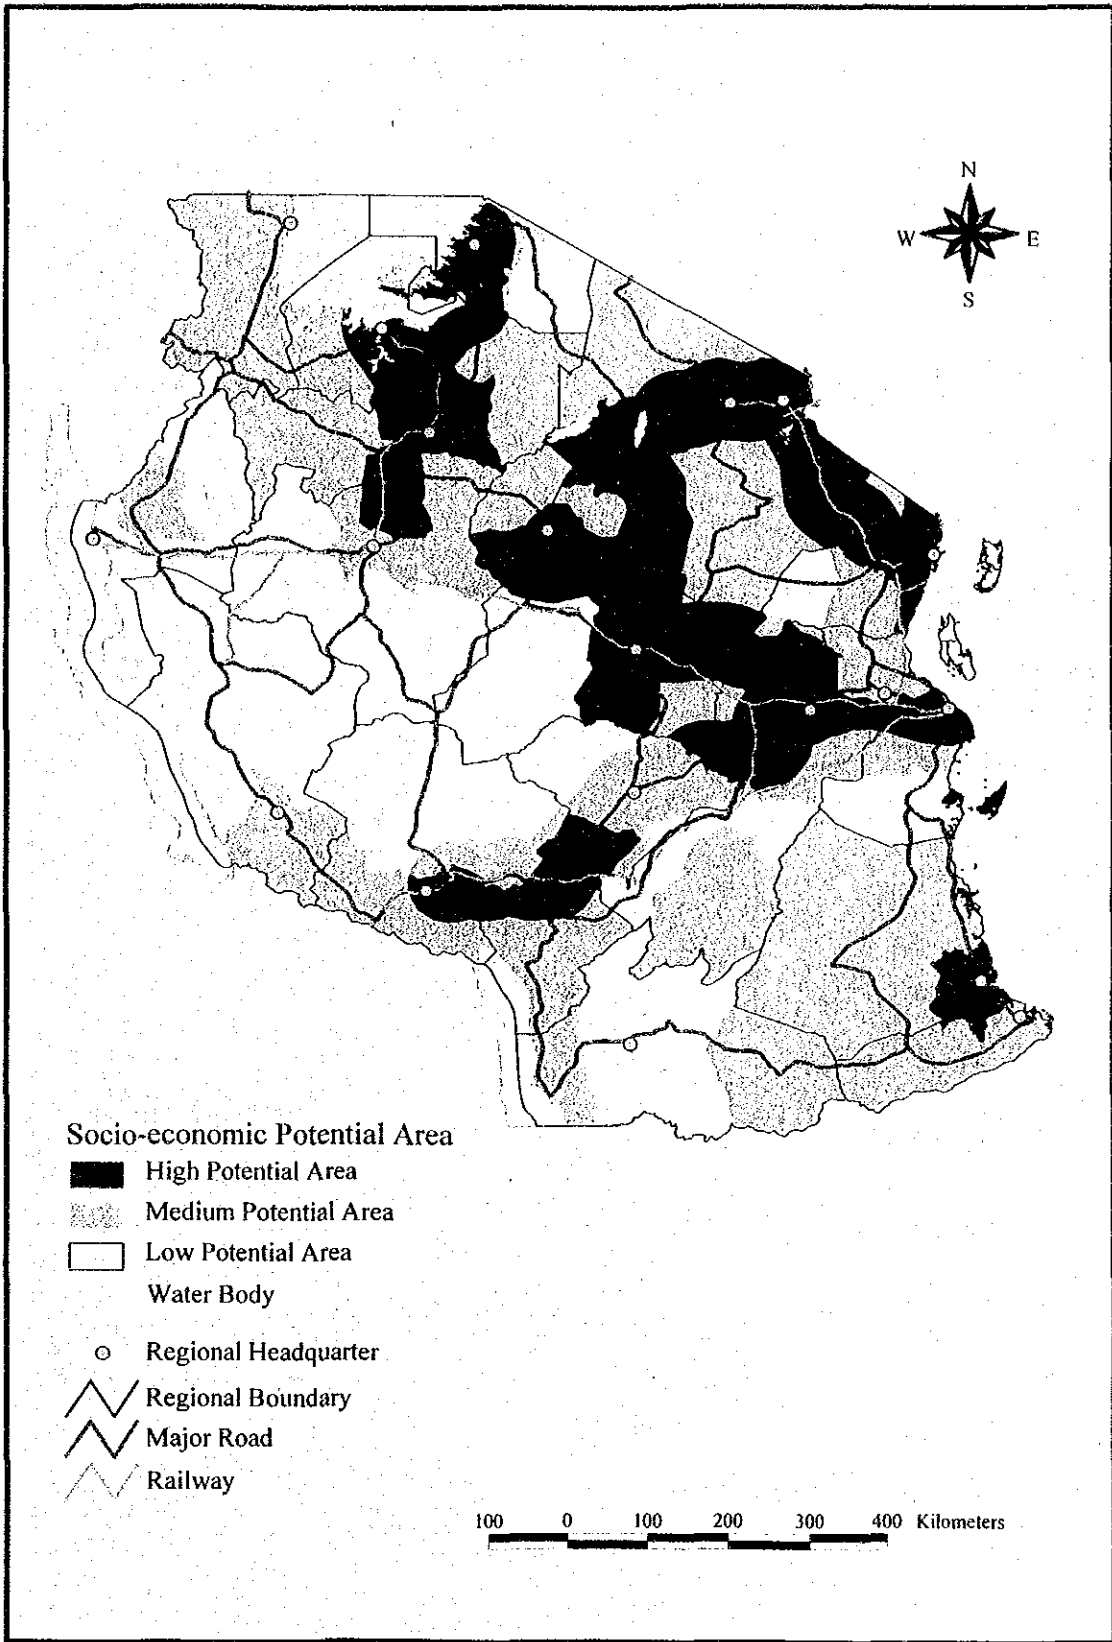 N
W E
S
Socio-economic Potential Area
High Potential Area
Medium Potential Area
Low Potential Area
Water Body
Regional Headquarter
Regional Boundary
Major Road
Railway
100 0 100 200 300 400 Kilometers